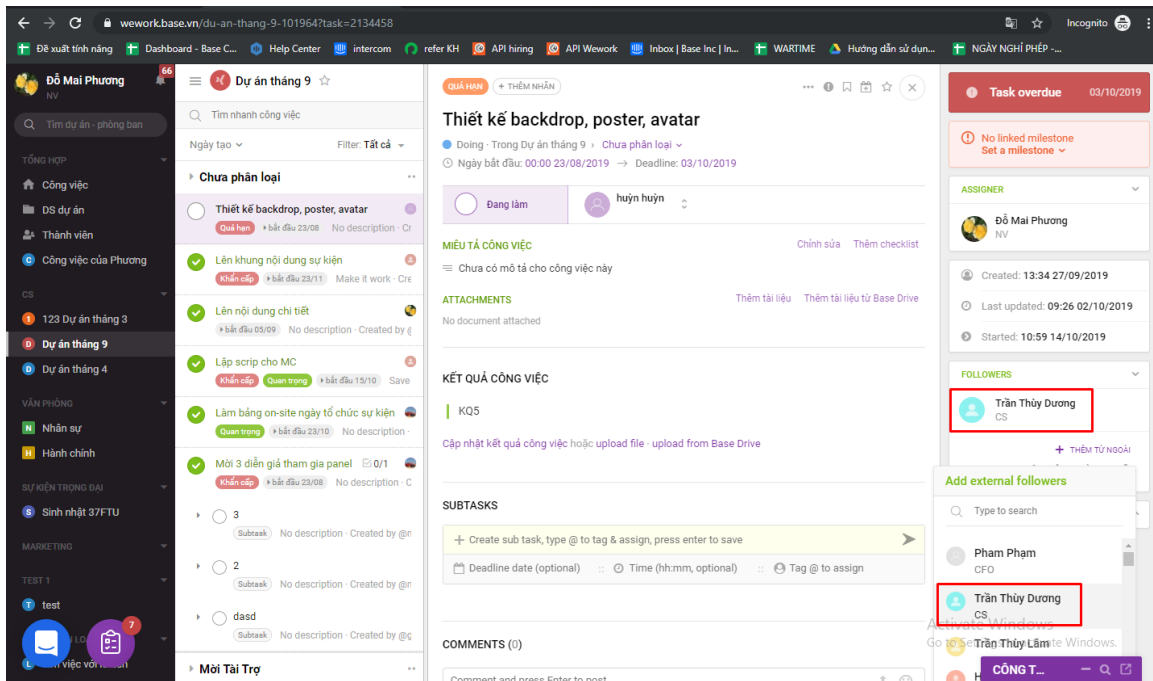 wework.base.vn/du-an-thang-9-101964?task=2134458
Incognito
Đề xuất tính năng
Dashboard - Base C...
Help Center
intercom
refer KH
API hiring
API Wework
Inbox | Base Inc | In...
WARTIME
Hướng dẫn sử dụn...
NGÀY NGHỈ PHÉP -...
Đỗ Mai Phương
NV
66
Tìm dự án - phòng ban
TỔNG HỢP
Công việc
DS dự án
Thành viên
C Công việc của Phương
CS
1 123 Dự án tháng 3
D Dự án tháng 9
D Dự án tháng 4
VĂN PHÒNG
N Nhân sự
H Hành chính
SỰ KIỆN TRỌNG ĐẠI
S Sinh nhật 37FTU
MARKETING
TEST 1
T test
7
Dự án tháng 9
Tìm nhanh công việc
Ngày tạo
Filter: Tất cả
Chưa phân loại
Thiết kế backdrop, poster, avatar
Quá hạn bắt đầu 23/08 No description · Cr
Lên khung nội dung sự kiện
Khẩn cấp bắt đầu 23/11 Make it work · Cre
Lên nội dung chi tiết
bắt đầu 05/09 No description · Created by
Lập scrip cho MC
Khẩn cấp Quan trọng bắt đầu 15/10 Save
Làm bảng on-site ngày tổ chức sự kiện
Quan trọng bắt đầu 23/10 No description ·
Mời 3 diễn giả tham gia panel 0/1
Khẩn cấp bắt đầu 23/08 No description · C
3
Subtask No description · Created by
2
Subtask No description · Created by
dasd
Subtask No description · Created by
Mời Tài Trợ
QUÁ HẠN
+ THÊM NHÃN
Thiết kế backdrop, poster, avatar
Doing · Trong Dự án tháng 9 › Chưa phân loại
Ngày bắt đầu: 00:00 23/08/2019 → Deadline: 03/10/2019
Đang làm
huỳn huỳn
MIÊU TẢ CÔNG VIỆC
Chỉnh sửa
Thêm checklist
Chưa có mô tả cho công việc này
ATTACHMENTS
Thêm tài liệu
Thêm tài liệu từ Base Drive
No document attached
KẾT QUẢ CÔNG VIỆC
KQ5
Cập nhật kết quả công việc hoặc upload file · upload from Base Drive
SUBTASKS
Create sub task, type @ to tag & assign, press enter to save
Deadline date (optional) :: Time (hh:mm, optional) :: Tag @ to assign
COMMENTS (0)
Comment and press Enter to post
Task overdue
03/10/2019
No linked milestone
Set a milestone
ASSIGNER
Đỗ Mai Phương
NV
Created: 13:34 27/09/2019
Last updated: 09:26 02/10/2019
Started: 10:59 14/10/2019
FOLLOWERS
Trần Thùy Dương
CS
+ THÊM TỪ NGOÀI
Add external followers
Type to search
Pham Phạm
CFO
Trần Thùy Dương
CS
Activate Windows
Trần Thùy Lâm
CÔNG T...